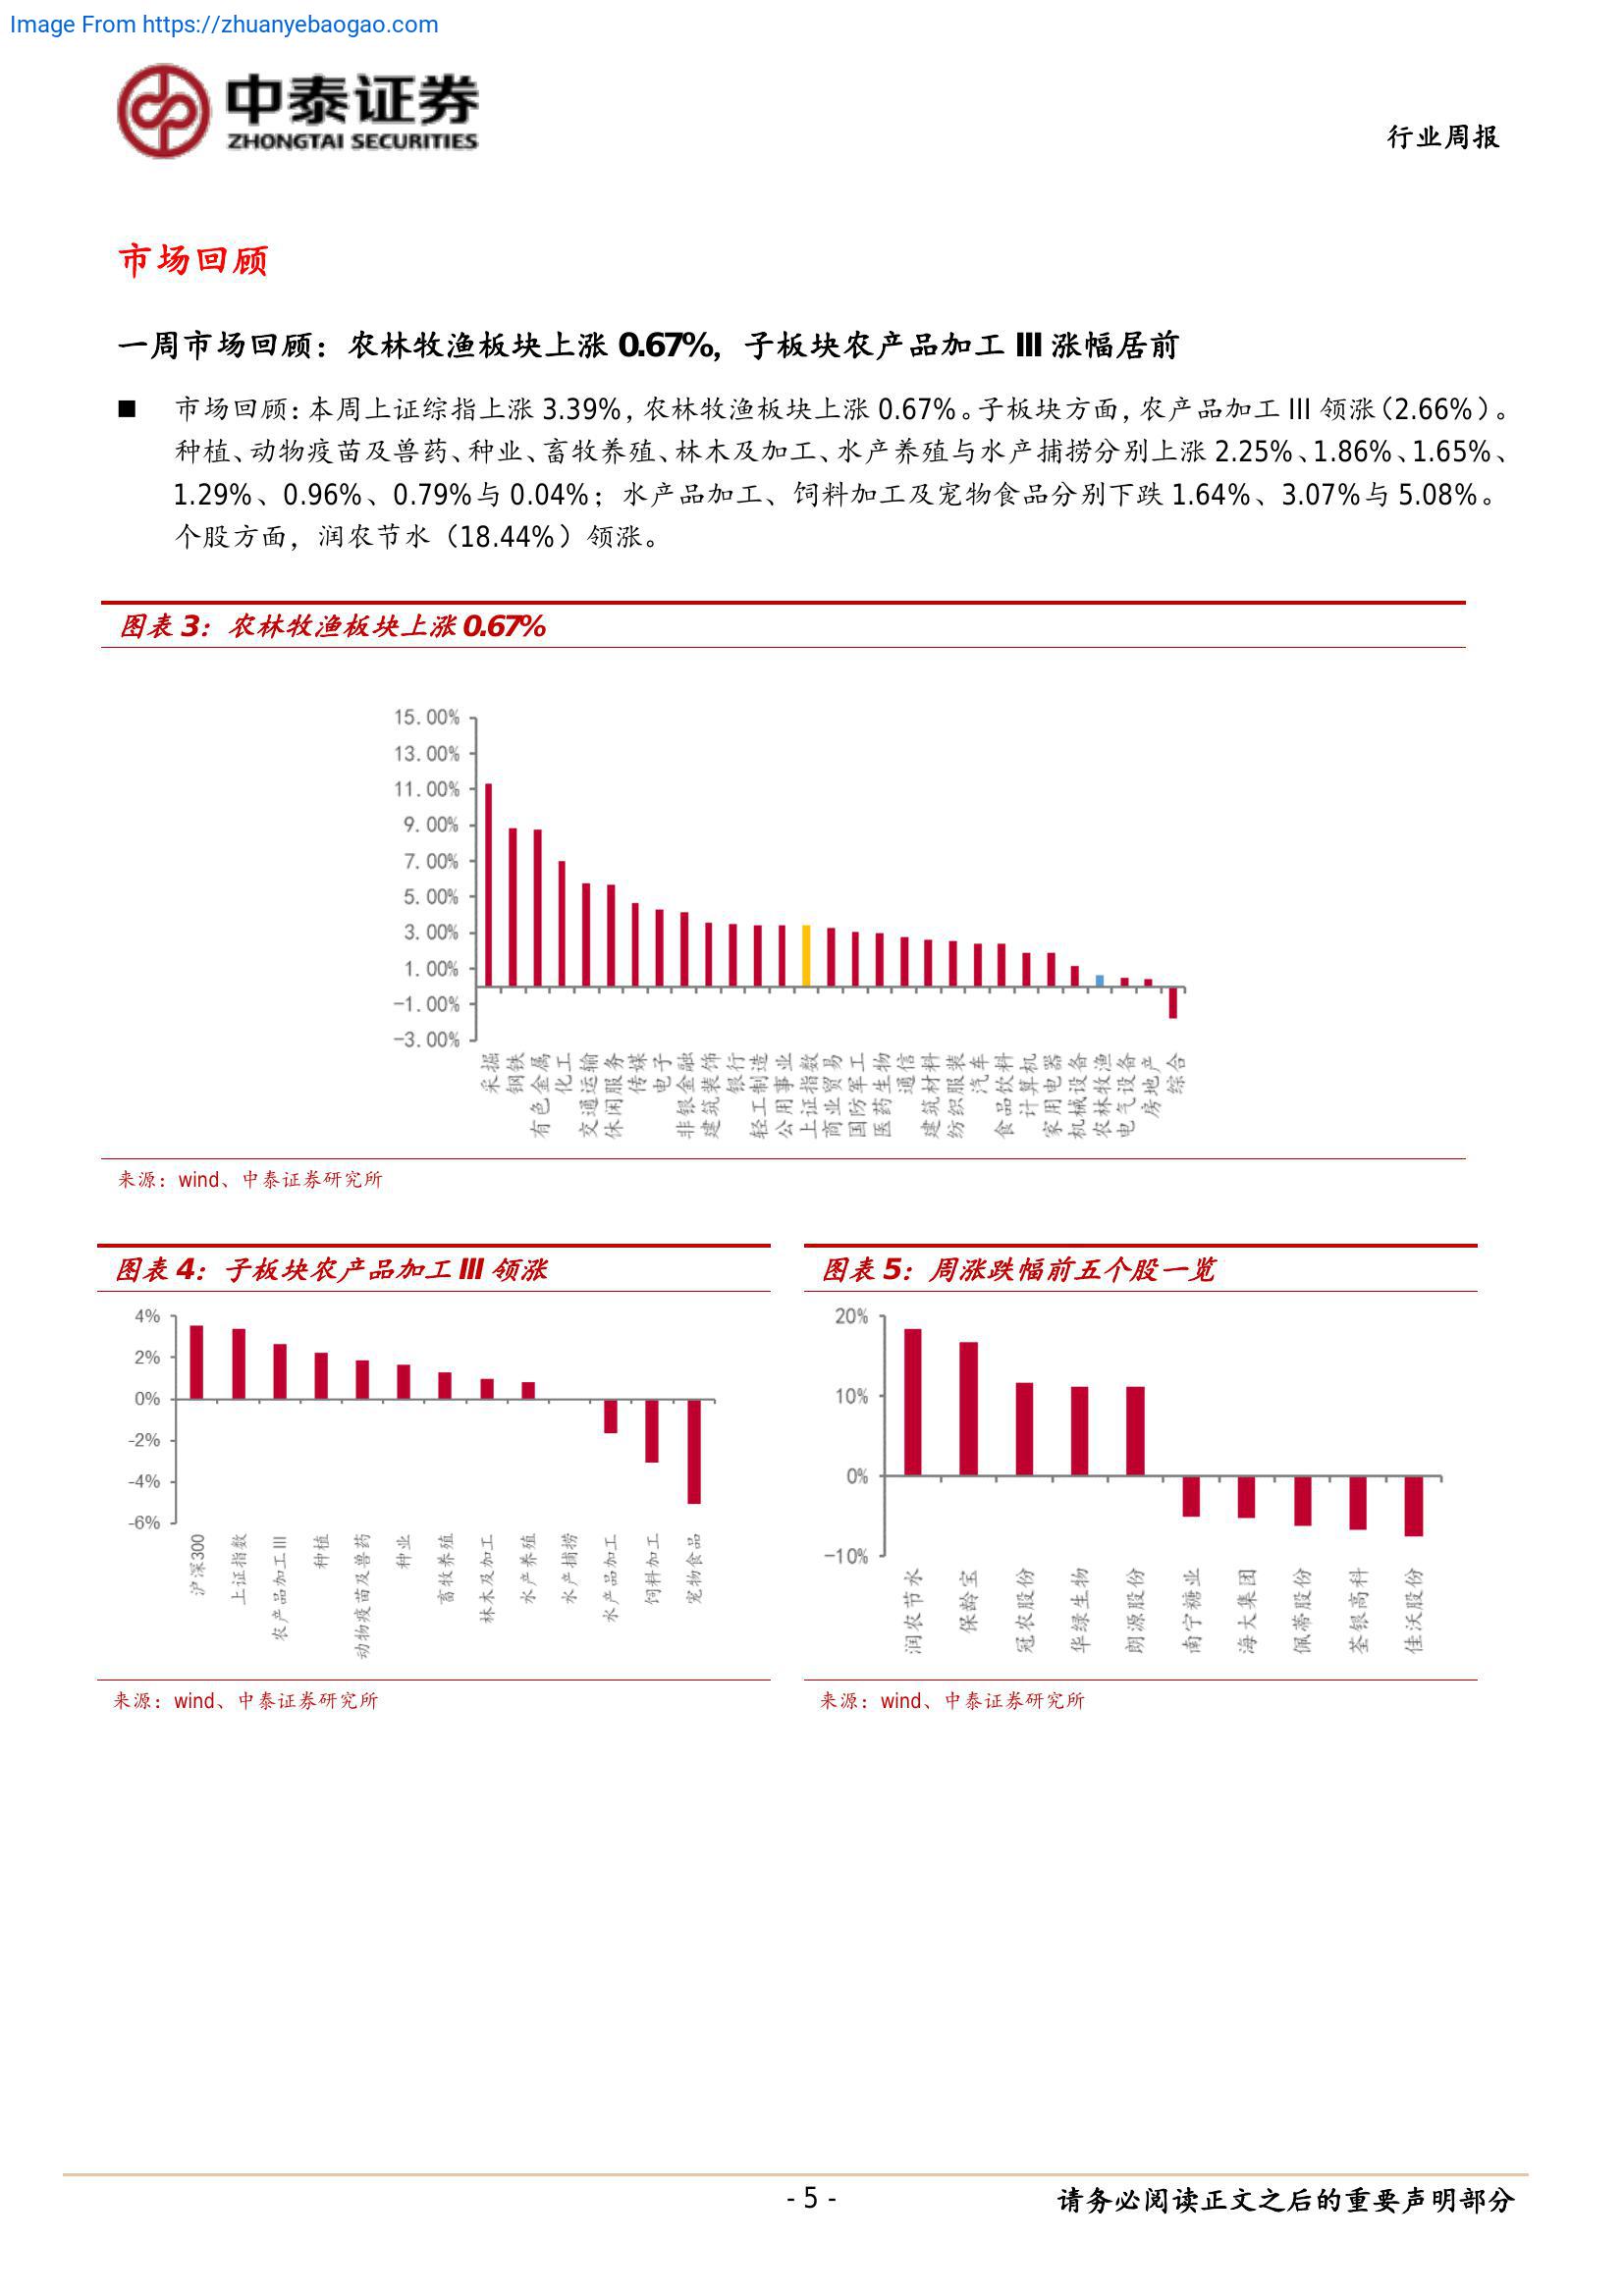 Image From https://zhuanyebaogao.com
中泰证券
ZHONGTAI SECURITIES
行业周报
市场回顾
一周市场回顾：农林牧渔板块上涨 0.67%，子板块农产品加工 III 涨幅居前
■ 市场回顾：本周上证综指上涨 3.39%，农林牧渔板块上涨 0.67%。子板块方面，农产品加工 III 领涨（2.66%）。
种植、动物疫苗及兽药、种业、畜牧养殖、林木及加工、水产养殖与水产捕捞分别上涨 2.25%、1.86%、1.65%、
1.29%、0.96%、0.79%与 0.04%；水产品加工、饲料加工及宠物食品分别下跌 1.64%、3.07%与 5.08%。
个股方面，润农节水（18.44%）领涨。
图表 3：农林牧渔板块上涨 0.67%
15.00%
13.00%
11.00%
9.00%
7.00%
5.00%
3.00%
1.00%
-1.00%
-3.00%
采掘
钢铁
有色金属
化工
交通运输
休闲服务
传媒
电子
非银金融
建筑装饰
银行
轻工制造
公用事业
上证指数
商业贸易
国防军工
医药生物
通信
建筑材料
纺织服装
汽车
食品饮料
计算机
家用电器
机械设备
农林牧渔
电气设备
房地产
综合
来源：wind、中泰证券研究所
图表 4：子板块农产品加工 III 领涨
4%
2%
0%
-2%
-4%
-6%
沪深300
上证指数
农产品加工III
种植
动物疫苗及兽药
种业
畜牧养殖
林木及加工
水产养殖
水产捕捞
水产品加工
饲料加工
宠物食品
来源：wind、中泰证券研究所
图表 5：周涨跌幅前五个股一览
20%
10%
0%
-10%
润农节水
保龄宝
冠农股份
华绿生物
朗源股份
南宁糖业
海大集团
佩蒂股份
荃银高科
佳沃股份
来源：wind、中泰证券研究所
- 5 -
请务必阅读正文之后的重要声明部分